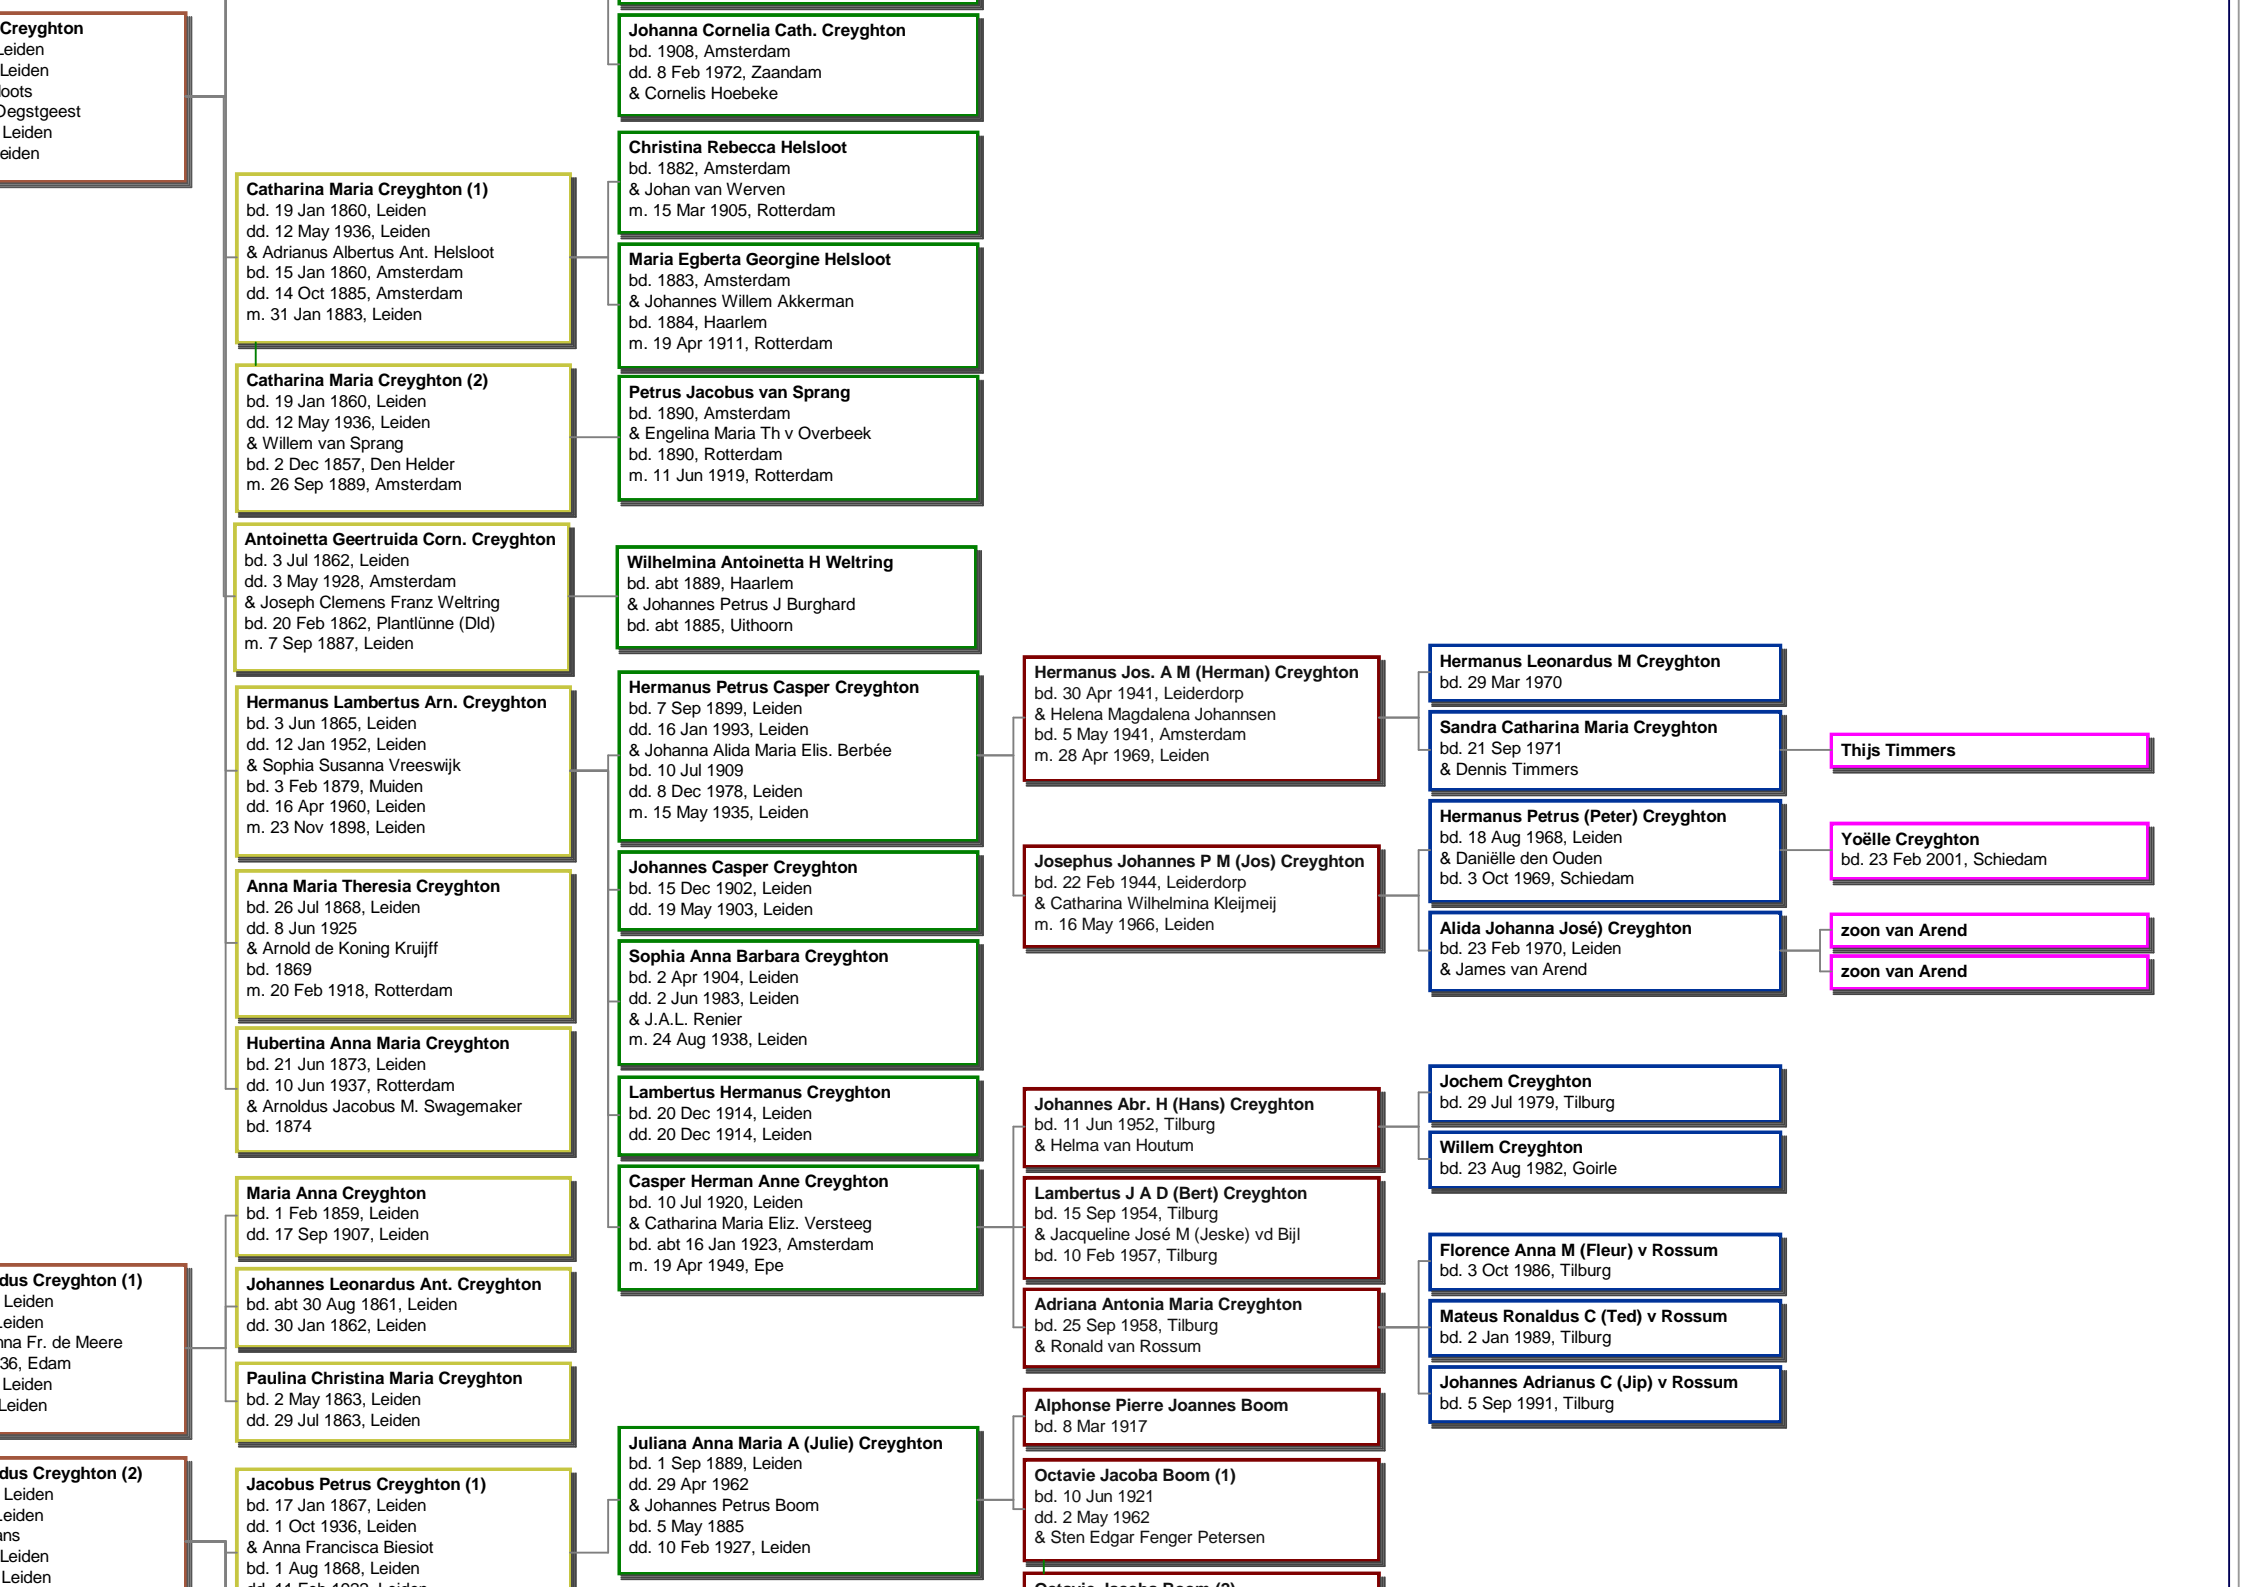 Creyghton
Leiden
Leiden
Leiden
Catharina Maria Creyghton (1)
bd. 19 Jan 1860, Leiden
dd. 12 May 1936, Leiden
& Adrianus Albertus Ant. Helsloot
bd. 15 Jan 1860, Amsterdam
dd. 14 Oct 1885, Amsterdam
m. 31 Jan 1883, Leiden
Catharina Maria Creyghton (2)
bd. 19 Jan 1860, Leiden
dd. 12 May 1936, Leiden
& Willem van Sprang
bd. 2 Dec 1857, Den Helder
m. 26 Sep 1889, Amsterdam
Antoinetta Geertruida Corn. Creyghton
bd. 3 Jul 1862, Leiden
dd. 3 May 1928, Amsterdam
& Joseph Clemens Franz Weltring
bd. 20 Feb 1862, Plantlünne (Dld)
m. 7 Sep 1887, Leiden
Hermanus Lambertus Arn. Creyghton
bd. 3 Jun 1865, Leiden
dd. 12 Jan 1952, Leiden
& Sophia Susanna Vreeswijk
bd. 3 Feb 1879, Muiden
dd. 16 Apr 1960, Leiden
m. 23 Nov 1898, Leiden
Anna Maria Theresia Creyghton
bd. 26 Jul 1868, Leiden
dd. 8 Jun 1925
& Arnold de Koning Kruijff
bd. 1869
m. 20 Feb 1918, Rotterdam
Hubertina Anna Maria Creyghton
bd. 21 Jun 1873, Leiden
dd. 10 Jun 1937, Rotterdam
& Arnoldus Jacobus M. Swagemaker
bd. 1874
dus Creyghton (1)
Leiden
Leiden
nna Fr. de Meere
36, Edam
Leiden
Leiden
Maria Anna Creyghton
bd. 1 Feb 1859, Leiden
dd. 17 Sep 1907, Leiden
Johannes Leonardus Ant. Creyghton
bd. abt 30 Aug 1861, Leiden
dd. 30 Jan 1862, Leiden
Paulina Christina Maria Creyghton
bd. 2 May 1863, Leiden
dd. 29 Jul 1863, Leiden
dus Creyghton (2)
Leiden
Leiden
ans
Leiden
Leiden
Jacobus Petrus Creyghton (1)
bd. 17 Jan 1867, Leiden
dd. 1 Oct 1936, Leiden
& Anna Francisca Biesiot
bd. 1 Aug 1868, Leiden
Johanna Cornelia Cath. Creyghton
bd. 1908, Amsterdam
dd. 8 Feb 1972, Zaandam
& Cornelis Hoebeke
Christina Rebecca Helsloot
bd. 1882, Amsterdam
& Johan van Werven
m. 15 Mar 1905, Rotterdam
Maria Egberta Georgine Helsloot
bd. 1883, Amsterdam
& Johannes Willem Akkerman
bd. 1884, Haarlem
m. 19 Apr 1911, Rotterdam
Petrus Jacobus van Sprang
bd. 1890, Amsterdam
& Engelina Maria Th v Overbeek
bd. 1890, Rotterdam
m. 11 Jun 1919, Rotterdam
Wilhelmina Antoinetta H Weltring
bd. abt 1889, Haarlem
& Johannes Petrus J Burghard
bd. abt 1885, Uithoorn
Hermanus Petrus Casper Creyghton
bd. 7 Sep 1899, Leiden
dd. 16 Jan 1993, Leiden
& Johanna Alida Maria Elis. Berbée
bd. 10 Jul 1909
dd. 8 Dec 1978, Leiden
m. 15 May 1935, Leiden
Johannes Casper Creyghton
bd. 15 Dec 1902, Leiden
dd. 19 May 1903, Leiden
Sophia Anna Barbara Creyghton
bd. 2 Apr 1904, Leiden
dd. 2 Jun 1983, Leiden
& J.A.L. Renier
m. 24 Aug 1938, Leiden
Lambertus Hermanus Creyghton
bd. 20 Dec 1914, Leiden
dd. 20 Dec 1914, Leiden
Casper Herman Anne Creyghton
bd. 10 Jul 1920, Leiden
& Catharina Maria Eliz. Versteeg
bd. abt 16 Jan 1923, Amsterdam
m. 19 Apr 1949, Epe
Juliana Anna Maria A (Julie) Creyghton
bd. 1 Sep 1889, Leiden
dd. 29 Apr 1962
& Johannes Petrus Boom
bd. 5 May 1885
dd. 10 Feb 1927, Leiden
Hermanus Jos. A M (Herman) Creyghton
bd. 30 Apr 1941, Leiderdorp
& Helena Magdalena Johannsen
bd. 5 May 1941, Amsterdam
m. 28 Apr 1969, Leiden
Josephus Johannes P M (Jos) Creyghton
bd. 22 Feb 1944, Leiderdorp
& Catharina Wilhelmina Kleijmeij
m. 16 May 1966, Leiden
Johannes Abr. H (Hans) Creyghton
bd. 11 Jun 1952, Tilburg
& Helma van Houtum
Lambertus J A D (Bert) Creyghton
bd. 15 Sep 1954, Tilburg
& Jacqueline José M (Jeske) vd Bijl
bd. 10 Feb 1957, Tilburg
Adriana Antonia Maria Creyghton
bd. 25 Sep 1958, Tilburg
& Ronald van Rossum
Alphonse Pierre Joannes Boom
bd. 8 Mar 1917
Octavie Jacoba Boom (1)
bd. 10 Jun 1921
dd. 2 May 1962
& Sten Edgar Fenger Petersen
Hermanus Leonardus M Creyghton
bd. 29 Mar 1970
Sandra Catharina Maria Creyghton
bd. 21 Sep 1971
& Dennis Timmers
Hermanus Petrus (Peter) Creyghton
bd. 18 Aug 1968, Leiden
& Daniëlle den Ouden
bd. 3 Oct 1969, Schiedam
Alida Johanna José) Creyghton
bd. 23 Feb 1970, Leiden
& James van Arend
Jochem Creyghton
bd. 29 Jul 1979, Tilburg
Willem Creyghton
bd. 23 Aug 1982, Goirle
Florence Anna M (Fleur) v Rossum
bd. 3 Oct 1986, Tilburg
Mateus Ronaldus C (Ted) v Rossum
bd. 2 Jan 1989, Tilburg
Johannes Adrianus C (Jip) v Rossum
bd. 5 Sep 1991, Tilburg
Thijs Timmers
Yoëlle Creyghton
bd. 23 Feb 2001, Schiedam
zoon van Arend
zoon van Arend